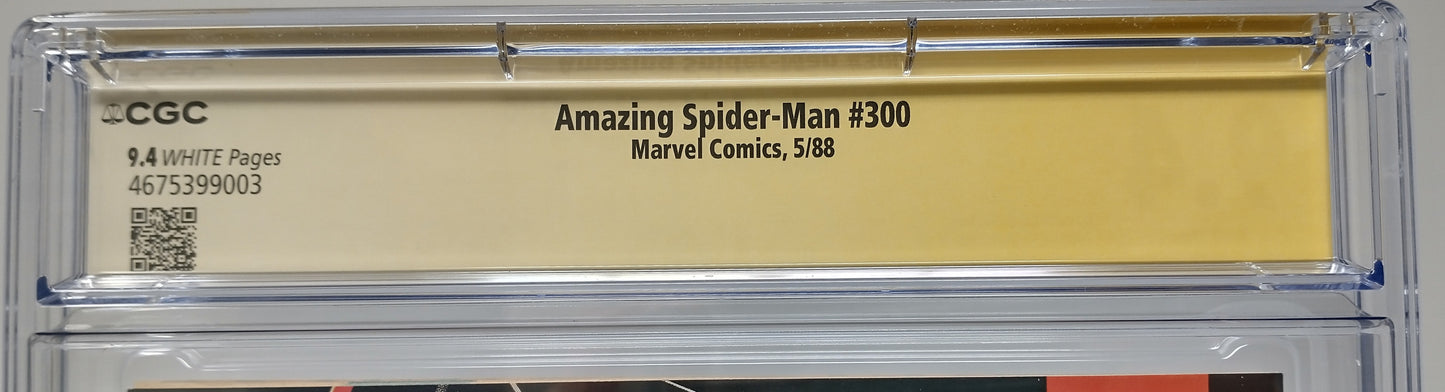 CGC
Amazing Spider-Man #300
Marvel Comics, 5/88
9.4 WHITE Pages
4675399003